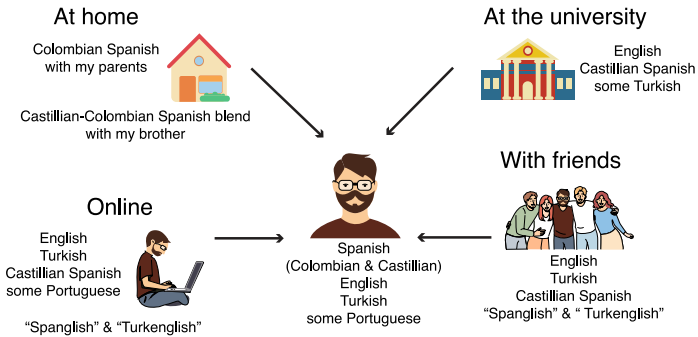 At home
Colombian Spanish
with my parents
Castillian-Colombian Spanish blend
with my brother
At the university
English
Castillian Spanish
some Turkish
Online
English
Turkish
Castillian Spanish
some Portuguese
“Spanglish” & “Turkenglish”
Spanish
(Colombian & Castillian)
English
Turkish
some Portuguese
With friends
English
Turkish
Castillian Spanish
“Spanglish” & “ Turkenglish”